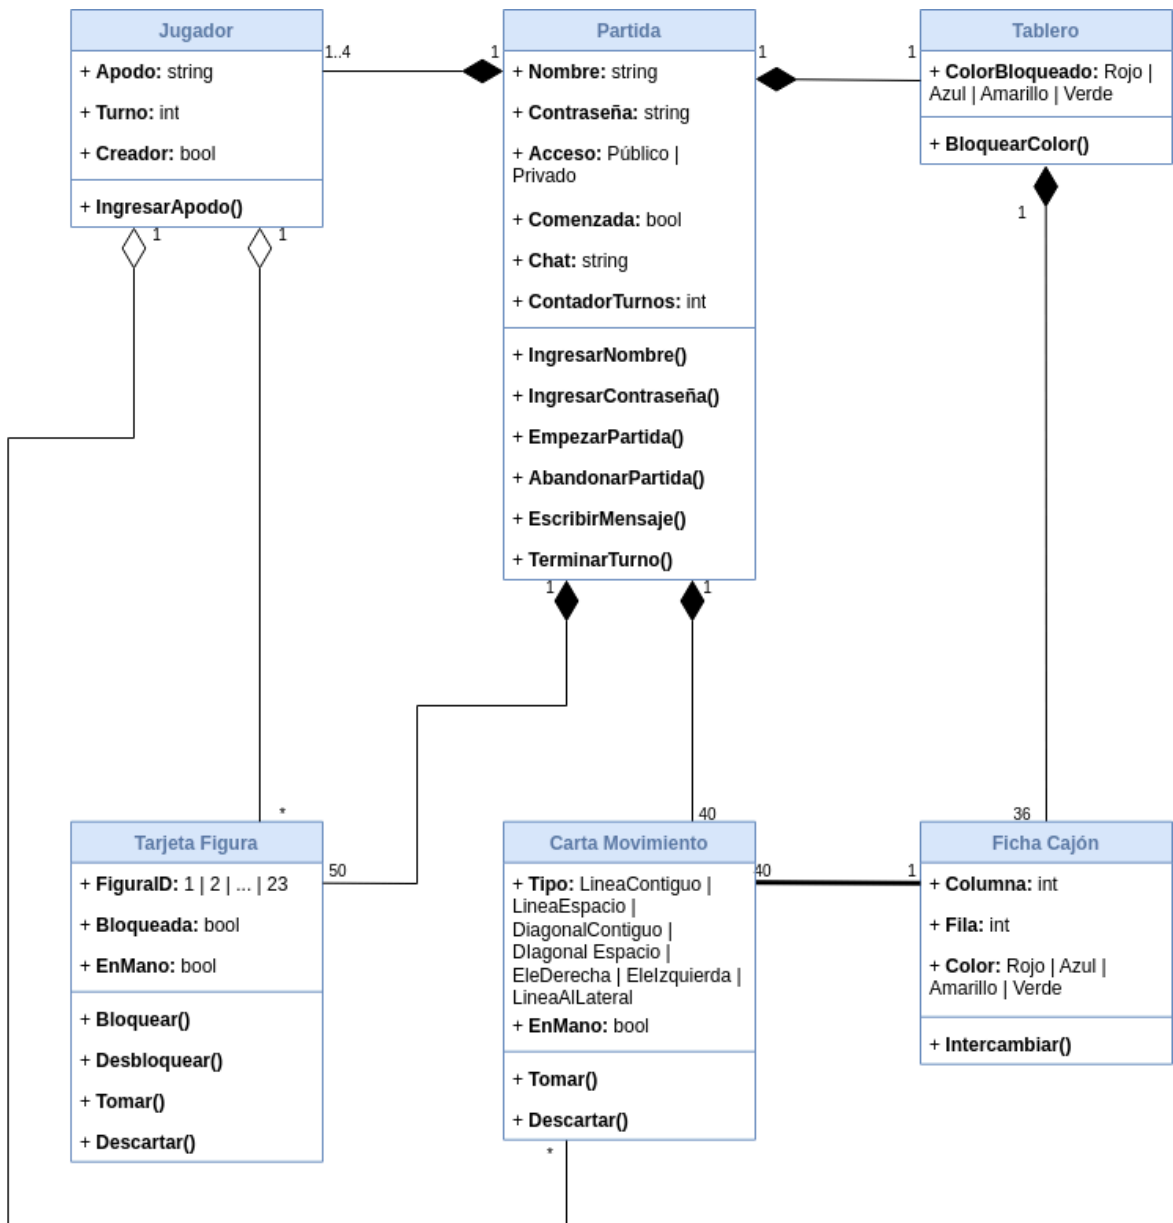 Jugador
+ Apodo: string
+ Turno: int
+ Creador: bool
+ IngresarApodo()
1..4
1
Partida
+ Nombre: string
+ Contraseña: string
+ Acceso: Público |
Privado
+ Comenzada: bool
+ Chat: string
+ ContadorTurnos: int
+ IngresarNombre()
+ IngresarContraseña()
+ EmpezarPartida()
+ AbandonarPartida()
+ EscribirMensaje()
+ TerminarTurno()
1
1
Tablero
+ ColorBloqueado: Rojo |
Azul | Amarillo | Verde
+ BloquearColor()
1
1
1
1
1
*
50
40
36
Tarjeta Figura
+ FiguraID: 1 | 2 | ... | 23
+ Bloqueada: bool
+ EnMano: bool
+ Bloquear()
+ Desbloquear()
+ Tomar()
+ Descartar()
Carta Movimiento
+ Tipo: LineaContiguo |
LineaEspacio |
DiagonalContiguo |
DIagonal Espacio |
EleDerecha | EleIzquierda |
LineaAlLateral
+ EnMano: bool
+ Tomar()
+ Descartar()
*
40
1
Ficha Cajón
+ Columna: int
+ Fila: int
+ Color: Rojo | Azul |
Amarillo | Verde
+ Intercambiar()